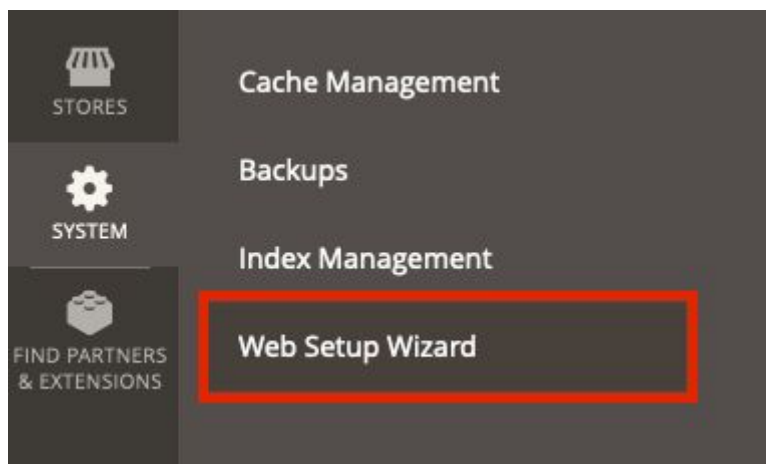 STORES
SYSTEM
FIND PARTNERS
& EXTENSIONS
Cache Management
Backups
Index Management
Web Setup Wizard